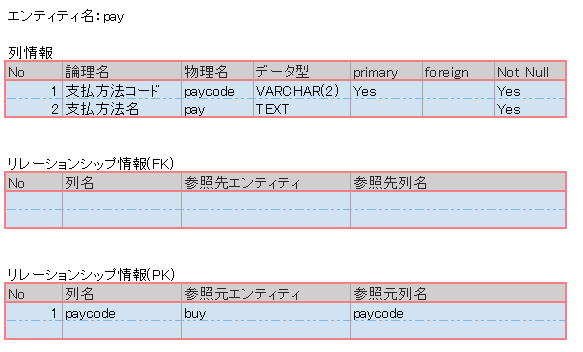 エンティティ名：pay
列情報
No 論理名 物理名 データ型 primary foreign Not Null
1 支払方法コード paycode VARCHAR(2) Yes Yes
2 支払方法名 pay TEXT Yes
リレーションシップ情報(FK)
No 列名 参照先エンティティ 参照先列名
リレーションシップ情報(PK)
No 列名 参照元エンティティ 参照元列名
1 paycode buy paycode